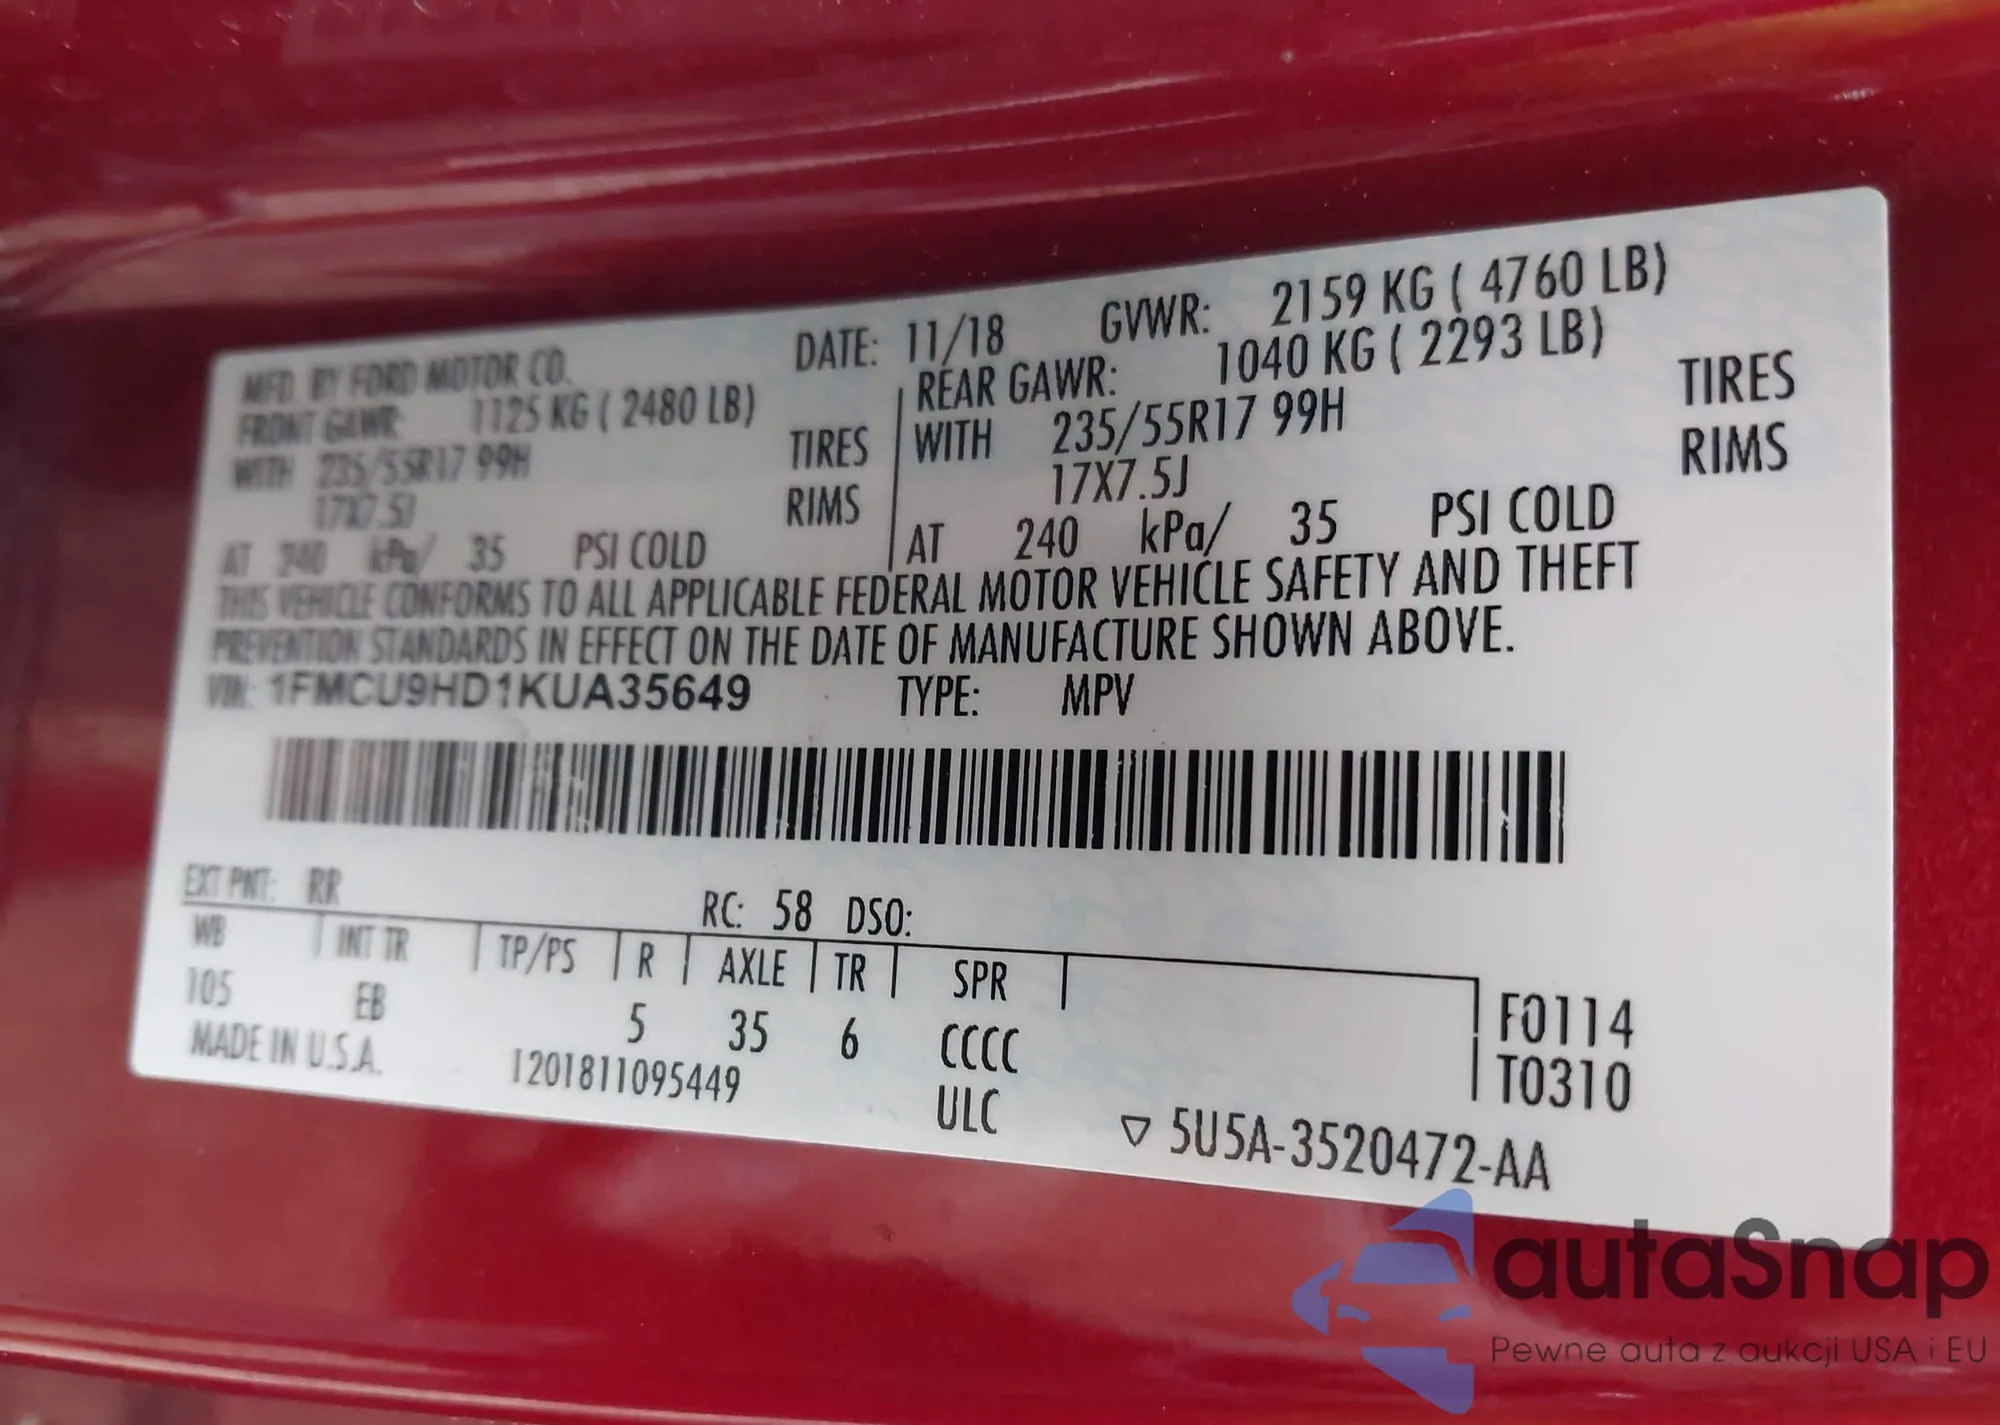 MFD. BY FORD MOTOR CO. DATE: 11/18 GVWR: 2159 KG ( 4760 LB)
FRONT GAWR: 1125 KG ( 2480 LB) REAR GAWR: 1040 KG ( 2293 LB)
WITH 235/55R17 99H TIRES WITH 235/55R17 99H TIRES
17X7.5J RIMS 17X7.5J RIMS
AT 240 kPa/ 35 PSI COLD AT 240 kPa/ 35 PSI COLD
THIS VEHICLE CONFORMS TO ALL APPLICABLE FEDERAL MOTOR VEHICLE SAFETY AND THEFT
PREVENTION STANDARDS IN EFFECT ON THE DATE OF MANUFACTURE SHOWN ABOVE.
VIN: 1FMCU9HD1KUA35649 TYPE: MPV
EXT PNT: RR RC: 58 DSO:
WB INT TR TP/PS R AXLE TR SPR
105 EB 5 35 6 CCCC F0114
MADE IN U.S.A. 1201811095449 ULC T0310
5U5A-3520472-AA
autaSnap
Pewne auta z aukcji USA i EU